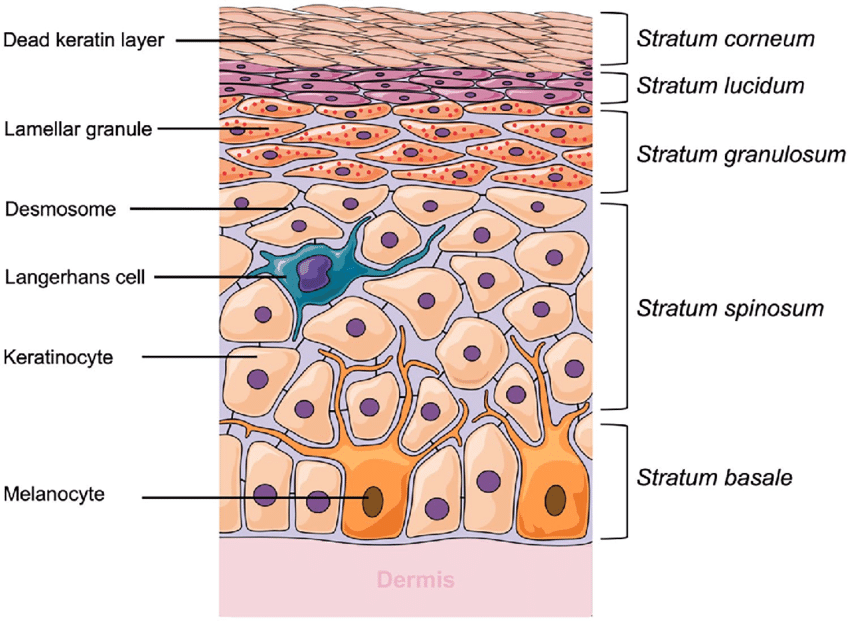 Dead keratin layer
Lamellar granule
Desmosome
Langerhans cell
Keratinocyte
Melanocyte
Stratum corneum
Stratum lucidum
Stratum granulosum
Stratum spinosum
Stratum basale
Dermis